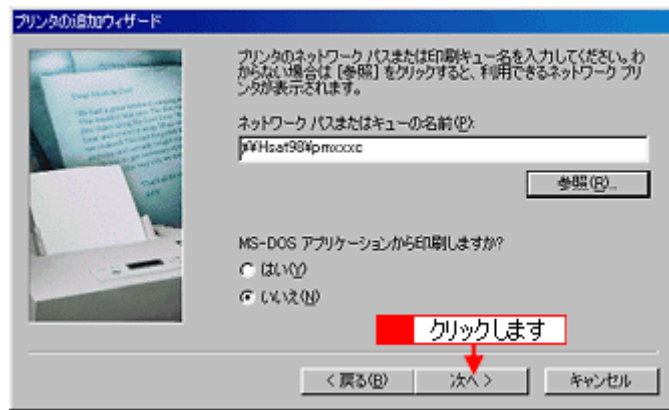 プリンタの追加ウィザード
プリンタのネットワーク パスまたは印刷キュー名を入力してください。わ
からない場合は [参照] をクリックすると、利用できるネットワーク プリ
ンタが表示されます。
ネットワーク パスまたはキューの名前(P):
¥¥Hsat98¥pmxxxc
参照(R)...
MS-DOS アプリケーションから印刷しますか?
はい(Y)
いいえ(N)
クリックします
< 戻る(B)
次へ >
キャンセル